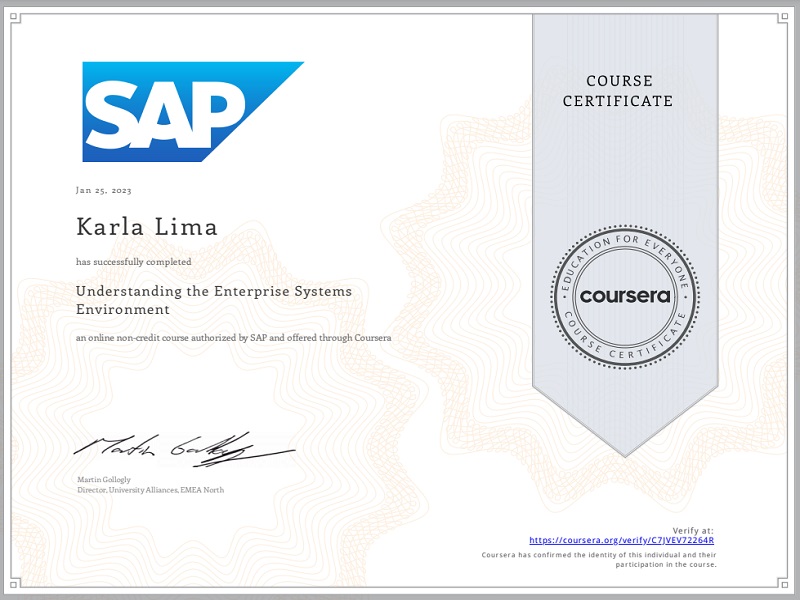 SAP
COURSE
CERTIFICATE
Jan 25, 2023
Karla Lima
has successfully completed
Understanding the Enterprise Systems
Environment
an online non-credit course authorized by SAP and offered through Coursera
EDUCATION FOR EVERYONE
coursera
COURSE CERTIFICATE
Martin Gollogly
Martin Gollogly
Director, University Alliances, EMEA North
Verify at:
https://coursera.org/verify/C7JVEV72264R
Coursera has confirmed the identity of this individual and their
participation in the course.